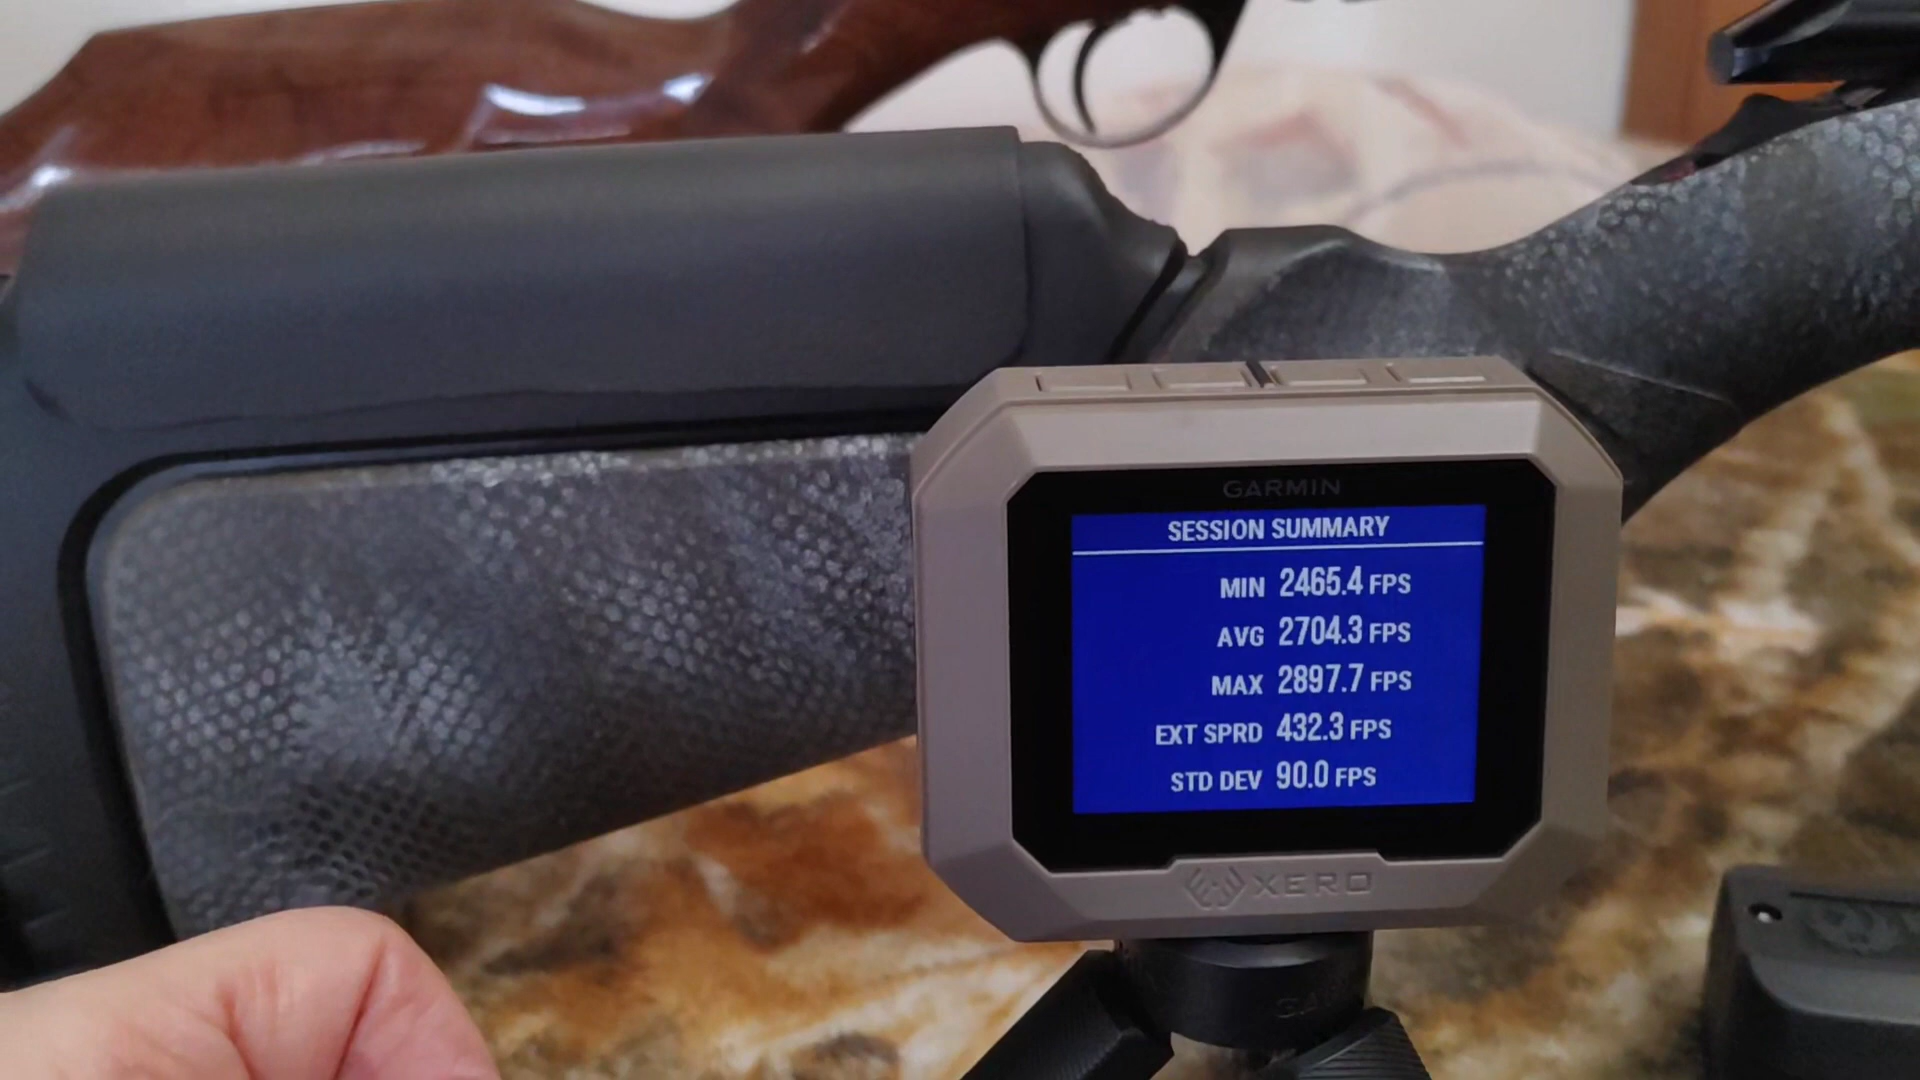 GARMIN
SESSION SUMMARY
MIN 2465.4 FPS
AVG 2704.3 FPS
MAX 2897.7 FPS
EXT SPRD 432.3 FPS
STD DEV 90.0 FPS
XERO